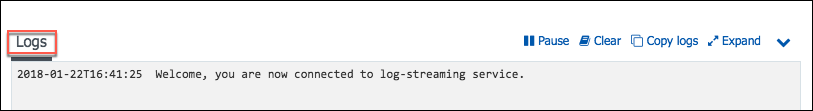 Logs Pause Clear Copy logs Expand
2018-01-22T16:41:25 Welcome, you are now connected to log-streaming service.